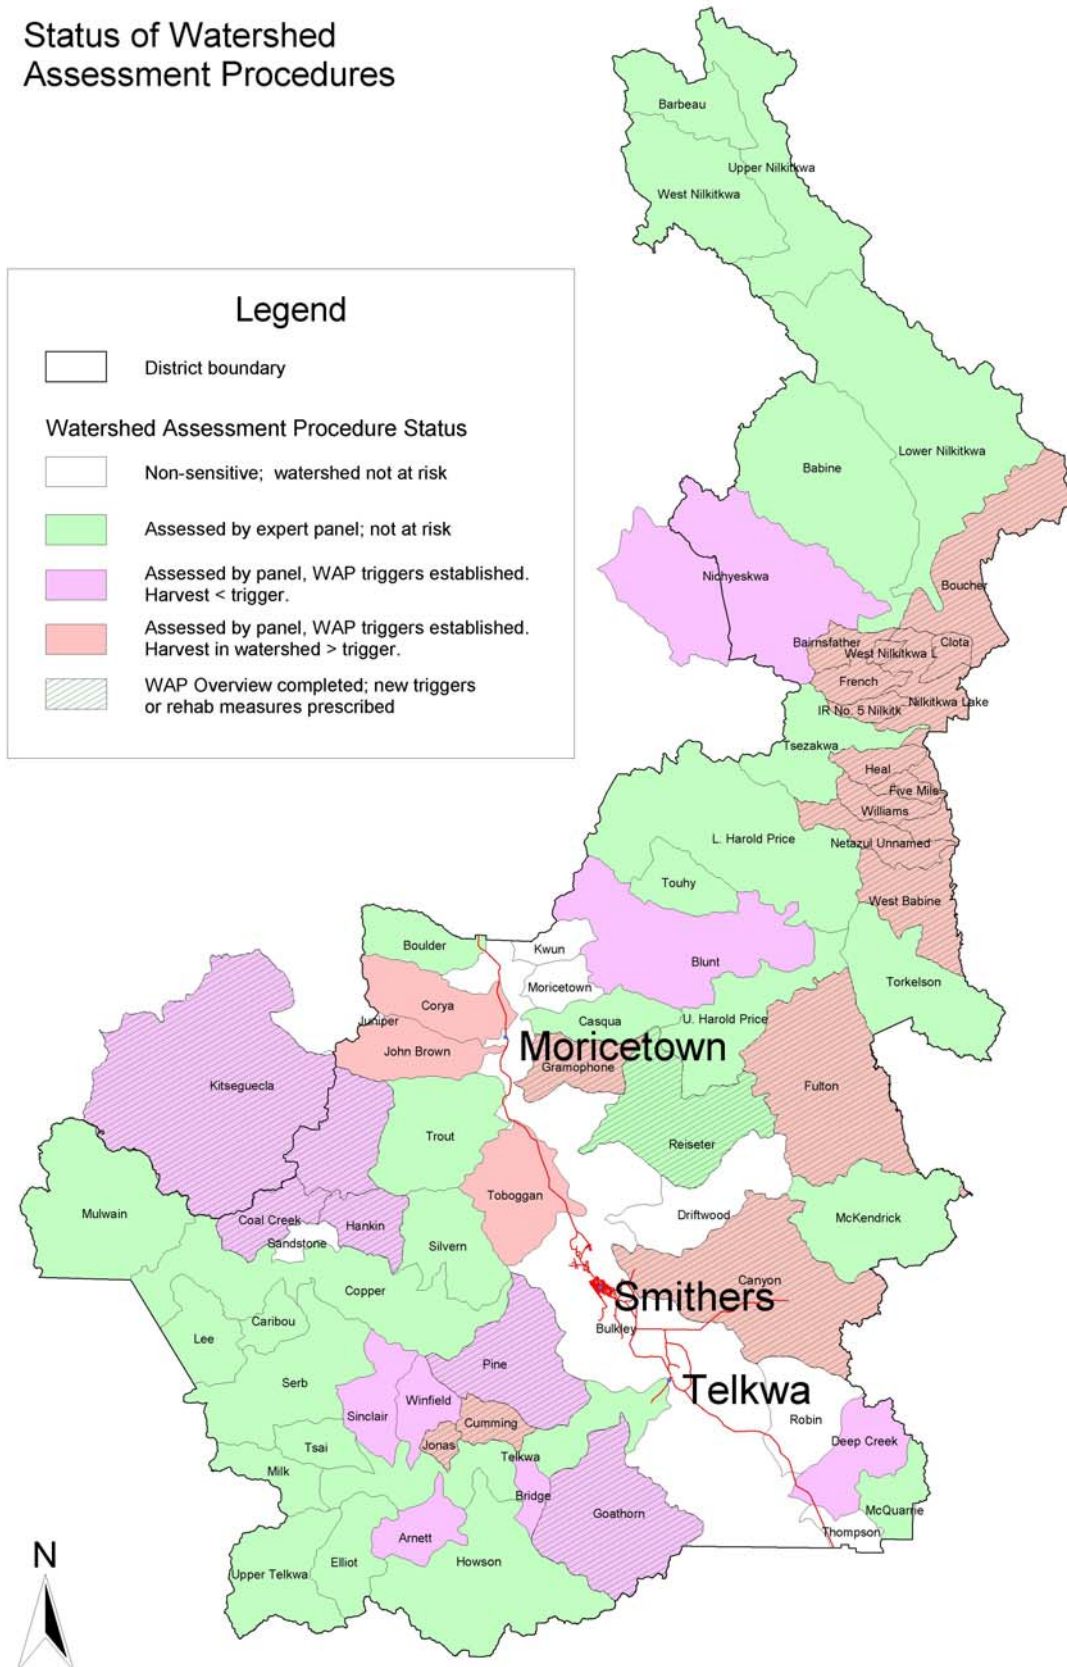 Status of Watershed
Assessment Procedures
Legend
District boundary
Watershed Assessment Procedure Status
Non-sensitive; watershed not at risk
Assessed by expert panel; not at risk
Assessed by panel, WAP triggers established.
Harvest < trigger.
Assessed by panel, WAP triggers established.
Harvest in watershed > trigger.
WAP Overview completed; new triggers
or rehab measures prescribed
Barbeau
Upper Nilkitkwa
West Nilkitkwa
Lower Nilkitkwa
Babine
Nichyeskwa
Boucher
Bairnsfather
Clota
West Nilkitkwa L
French
Nilkitkwa Lake
IR No. 5 Nilkitk
Tsezakwa
Heal
Five Mile
Williams
L. Harold Price
Netazul Unnamed
Touhy
West Babine
Boulder
Kwun
Blunt
Torkelson
Moricetown
Corya
Juniper
Casqua
U. Harold Price
Moricetown
John Brown
Gramophone
Kitseguecla
Fulton
Trout
Reiseter
Toboggan
Mulwain
Driftwood
McKendrick
Coal Creek
Hankin
Sandstone
Silvern
Copper
Canyon
Smithers
Caribou
Bulkley
Lee
Pine
Serb
Telkwa
Winfield
Sinclair
Cumming
Robin
Jonas
Deep Creek
Tsai
Telkwa
Milk
Bridge
McQuarrie
Goathorn
Thompson
Arnett
Howson
Elliot
Upper Telkwa
N